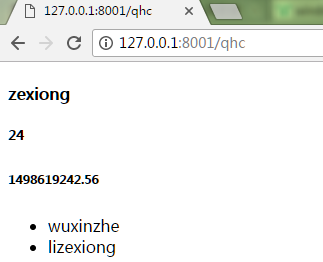 127.0.0.1:8001/qhc
127.0.0.1:8001/qhc
zexiong
24
1498619242.56
wuxinzhe
lizexiong